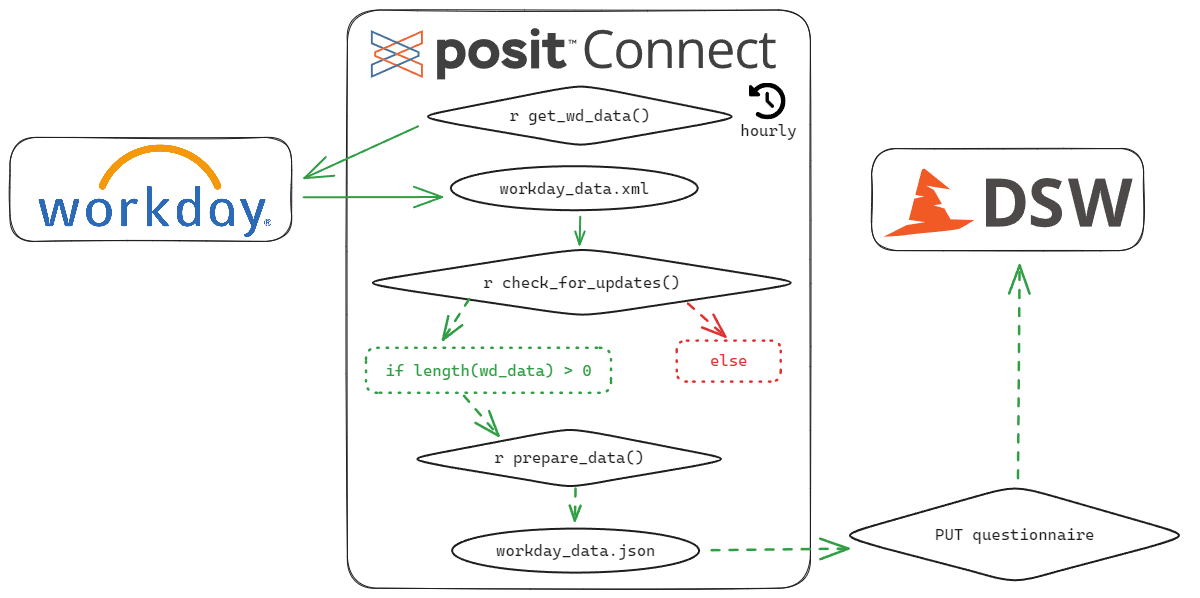 posit™ Connect
r get_wd_data()
hourly
workday®
workday_data.xml
DSW
r check_for_updates()
if length(wd_data) > 0
else
r prepare_data()
workday_data.json
PUT questionnaire